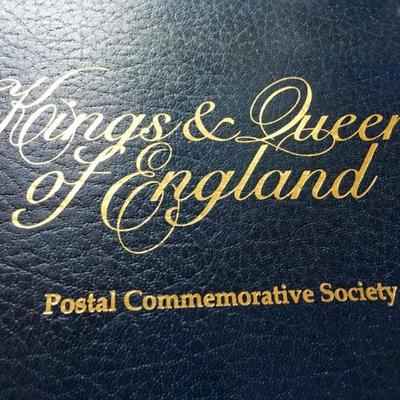 Kings & Queen
of England
Postal Commemorative Society